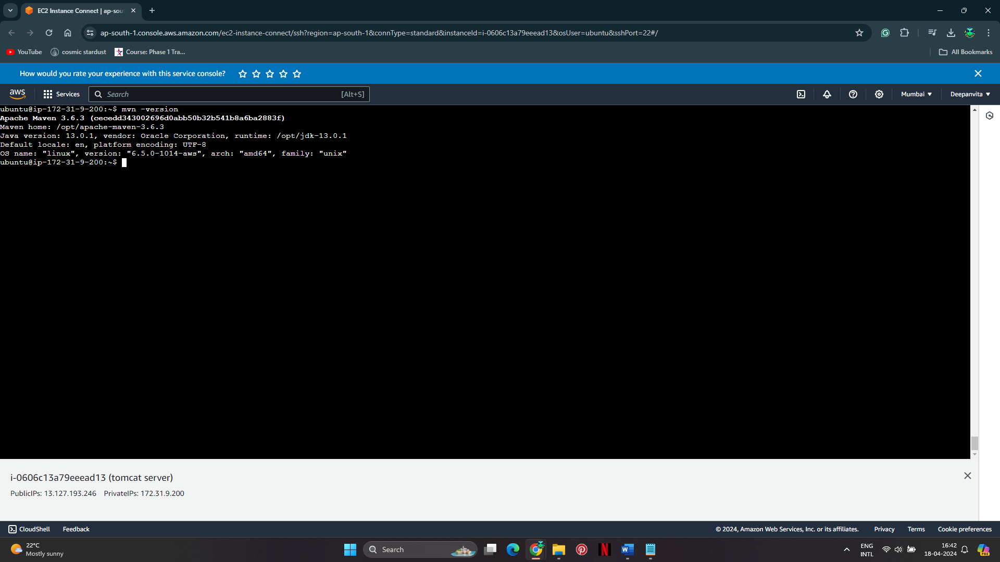 EC2 Instance Connect | ap-sou
ap-south-1.console.aws.amazon.com/ec2-instance-connect/ssh?region=ap-south-1&connType=standard&instanceId=i-0606c13a79eeead13&osUser=ubuntu&sshPort=22#/
YouTube cosmic stardust Course: Phase 1 Tra... All Bookmarks
How would you rate your experience with this service console?
aws Services Search [Alt+S] Mumbai Deepanvita
ubuntu@ip-172-31-9-200:~$ mvn -version
Apache Maven 3.6.3 (cecedd343002696d0abb50b32b541b8a6ba2883f)
Maven home: /opt/apache-maven-3.6.3
Java version: 13.0.1, vendor: Oracle Corporation, runtime: /opt/jdk-13.0.1
Default locale: en, platform encoding: UTF-8
OS name: "linux", version: "6.5.0-1014-aws", arch: "amd64", family: "unix"
ubuntu@ip-172-31-9-200:~$
i-0606c13a79eeead13 (tomcat server)
PublicIPs: 13.127.193.246 PrivateIPs: 172.31.9.200
CloudShell Feedback © 2024, Amazon Web Services, Inc. or its affiliates. Privacy Terms Cookie preferences
22°C
Mostly sunny
Search
ENG
INTL
16:42
18-04-2024
PRE